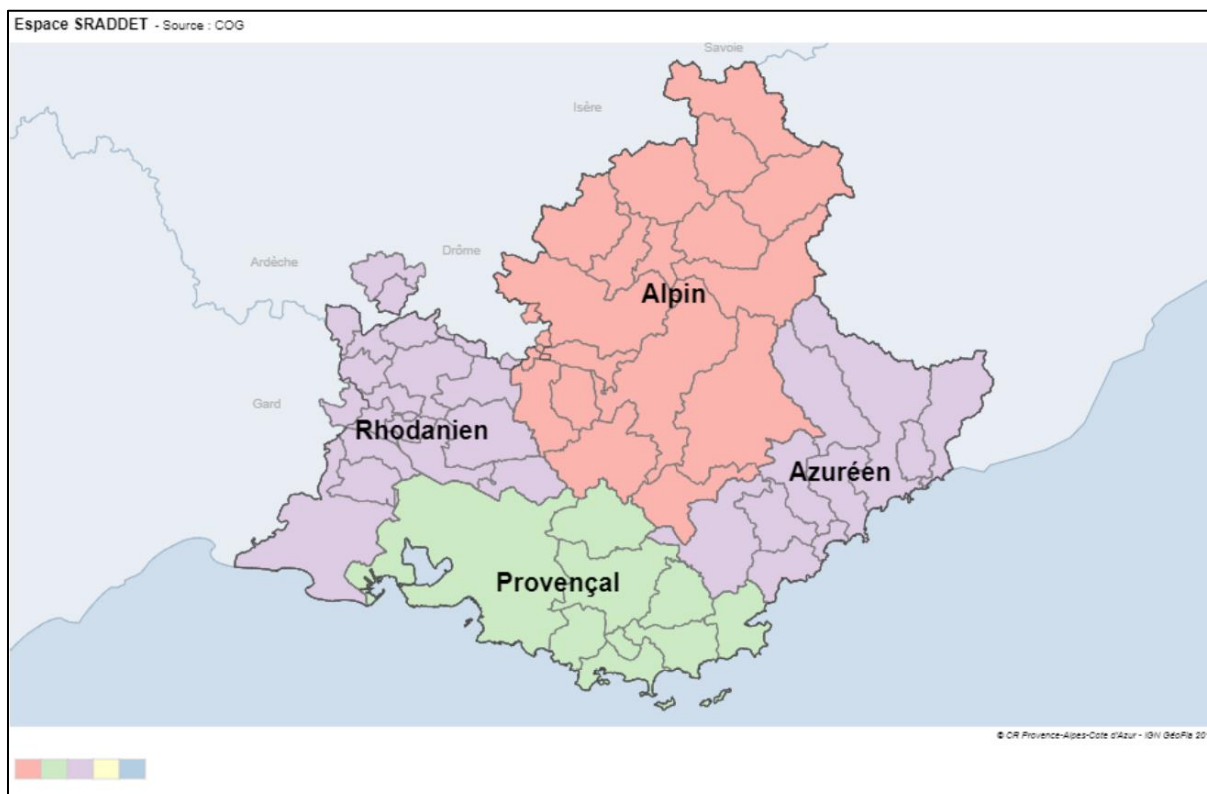 Espace SRADDET - Source : COG
Savoie
Isère
Drôme
Ardèche
Alpin
Gard
Rhodanien
Azuréen
Provençal
© CR Provence-Alpes-Cote d'Azur - IGN GéoFla 20